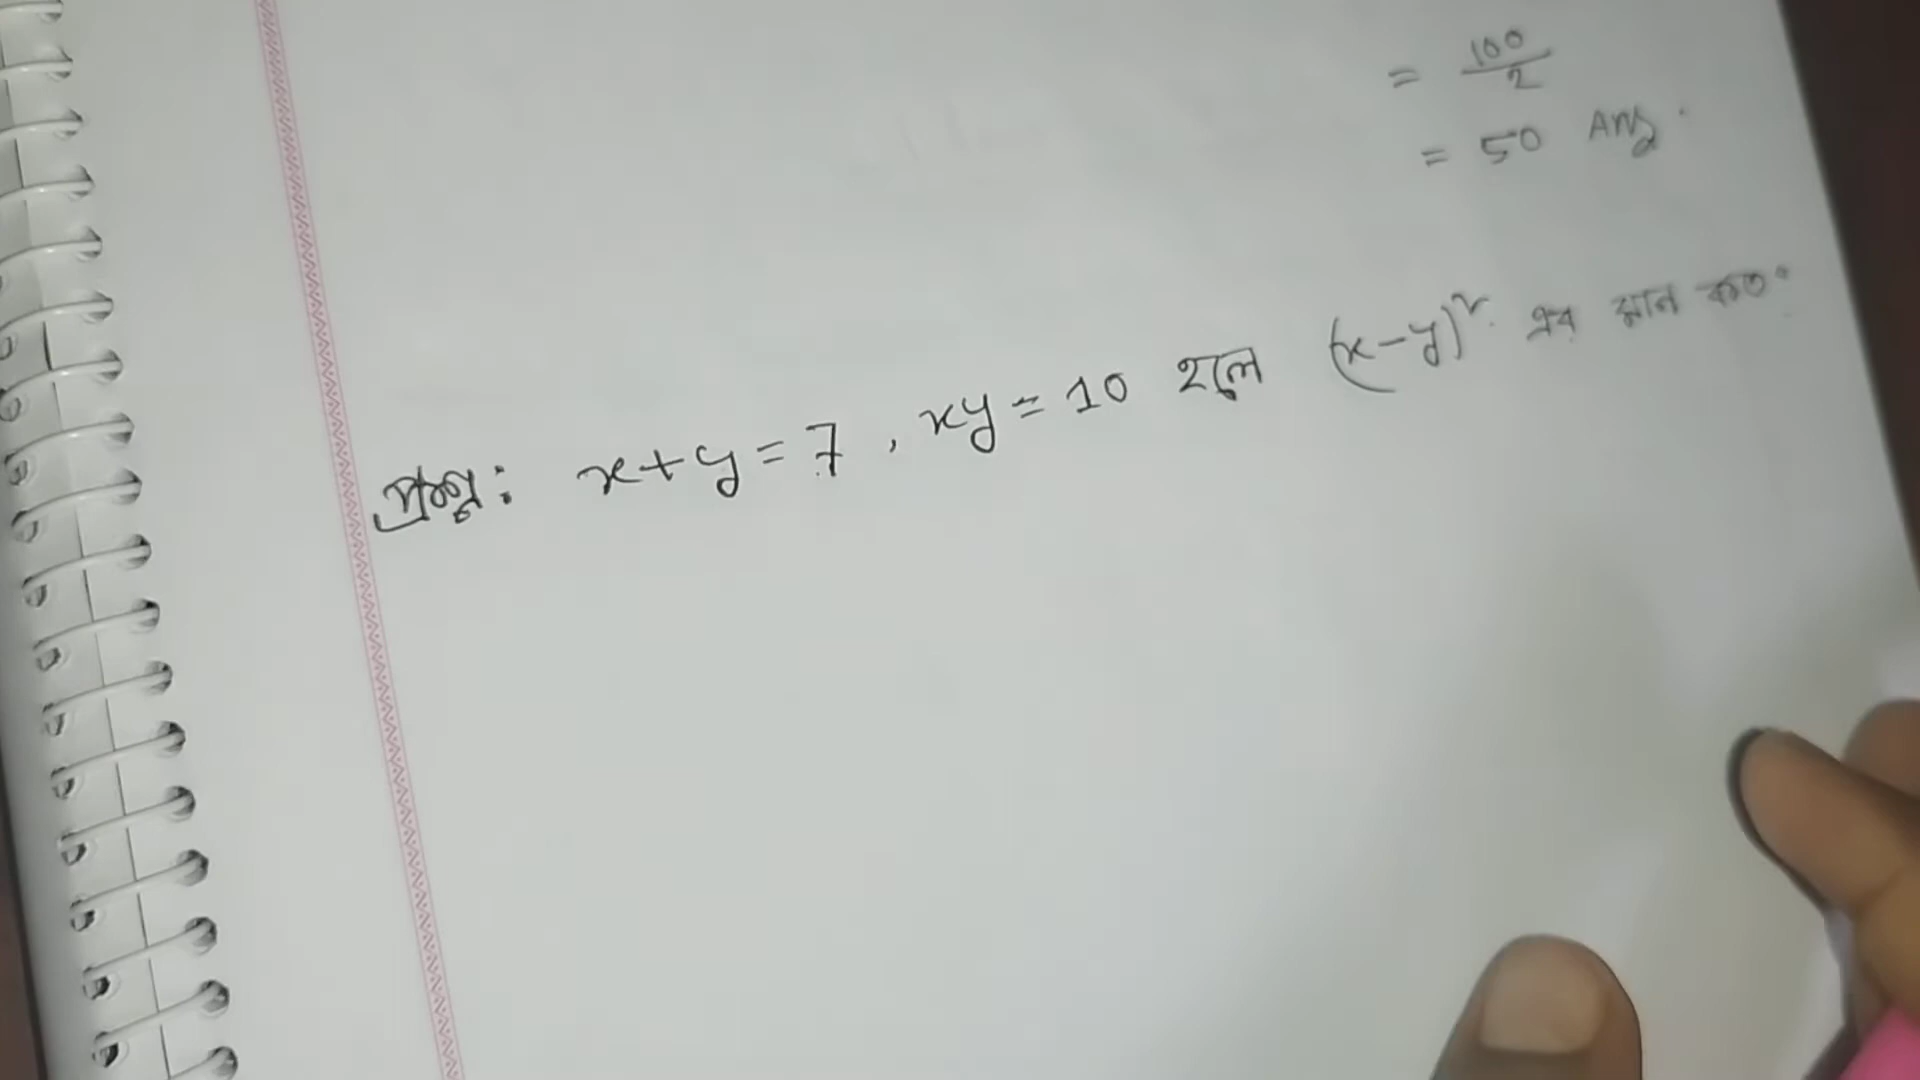 = 100/2
= 50 Ans.
প্রশ্ন: x+y=7, xy=10 হলে (x-y)² এর মান কত?